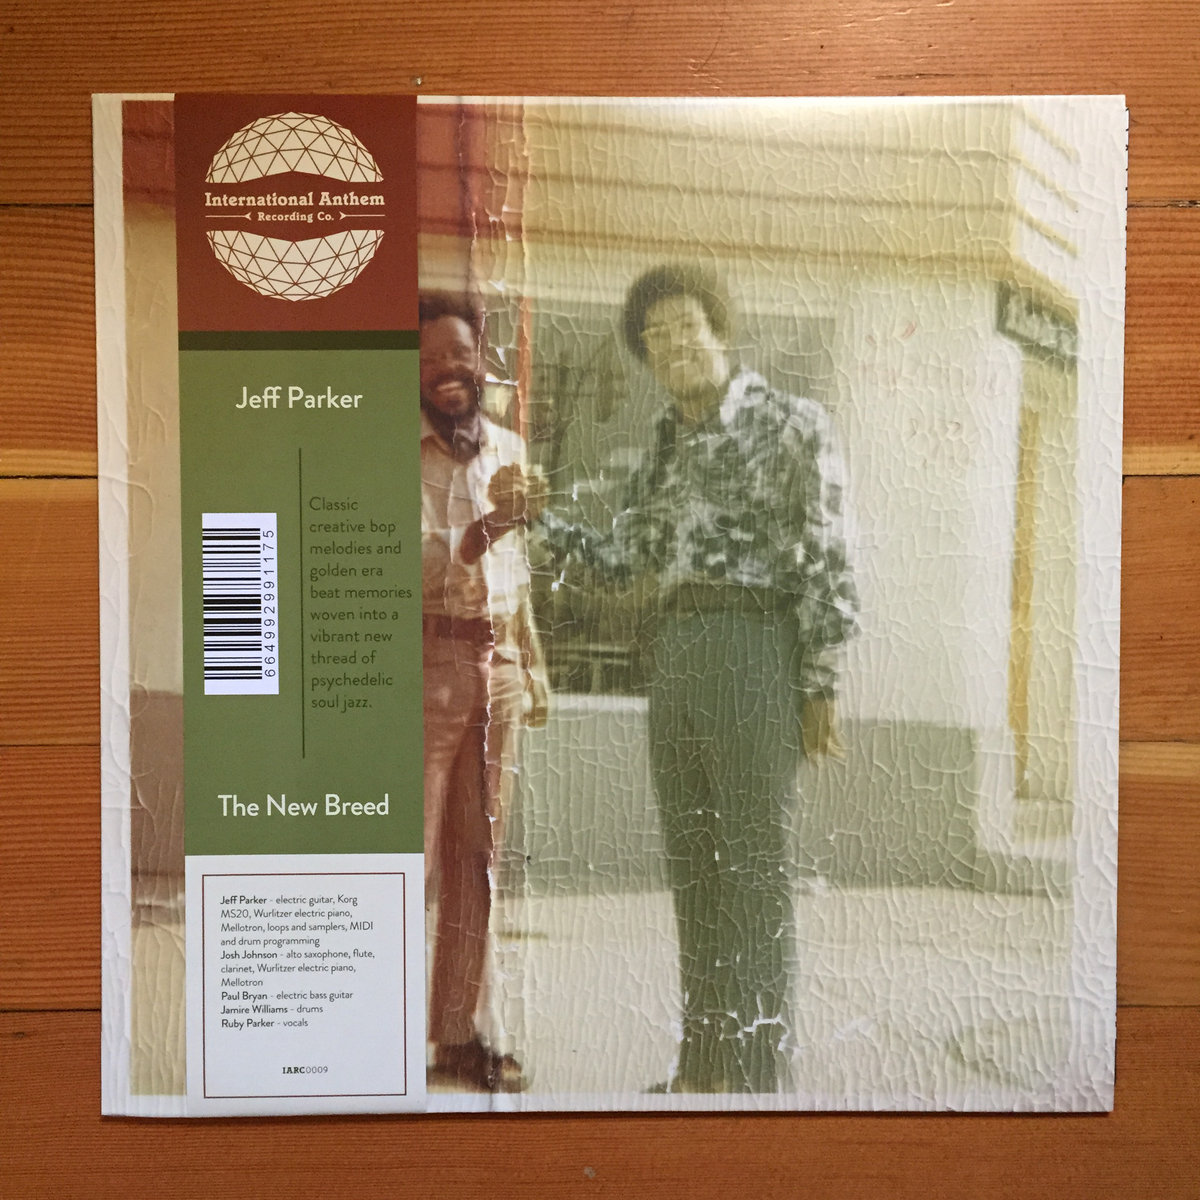 International Anthem
Recording Co.
Jeff Parker
Classic
creative bop
melodies and
golden era
beat memories
woven into a
vibrant new
thread of
psychedelic
soul jazz.
664992991175
The New Breed
Jeff Parker - electric guitar, Korg
MS20, Wurlitzer electric piano,
Mellotron, loops and samplers, MIDI
and drum programming
Josh Johnson - alto saxophone, flute,
clarinet, Wurlitzer electric piano,
Mellotron
Paul Bryan - electric bass guitar
Jamire Williams - drums
Ruby Parker - vocals
IARC0009